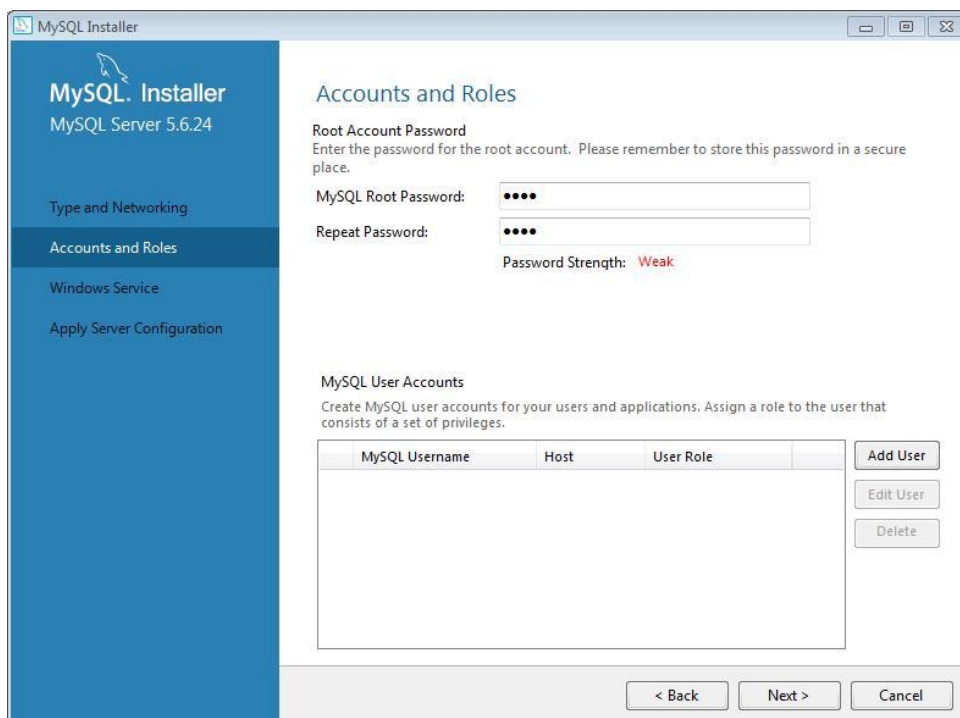 MySQL Installer
MySQL. Installer
MySQL Server 5.6.24
Type and Networking
Accounts and Roles
Windows Service
Apply Server Configuration
Accounts and Roles
Root Account Password
Enter the password for the root account. Please remember to store this password in a secure
place.
MySQL Root Password: ●●●●
Repeat Password: ●●●●
Password Strength: Weak
MySQL User Accounts
Create MySQL user accounts for your users and applications. Assign a role to the user that
consists of a set of privileges.
MySQL Username Host User Role
Add User
Edit User
Delete
< Back Next > Cancel